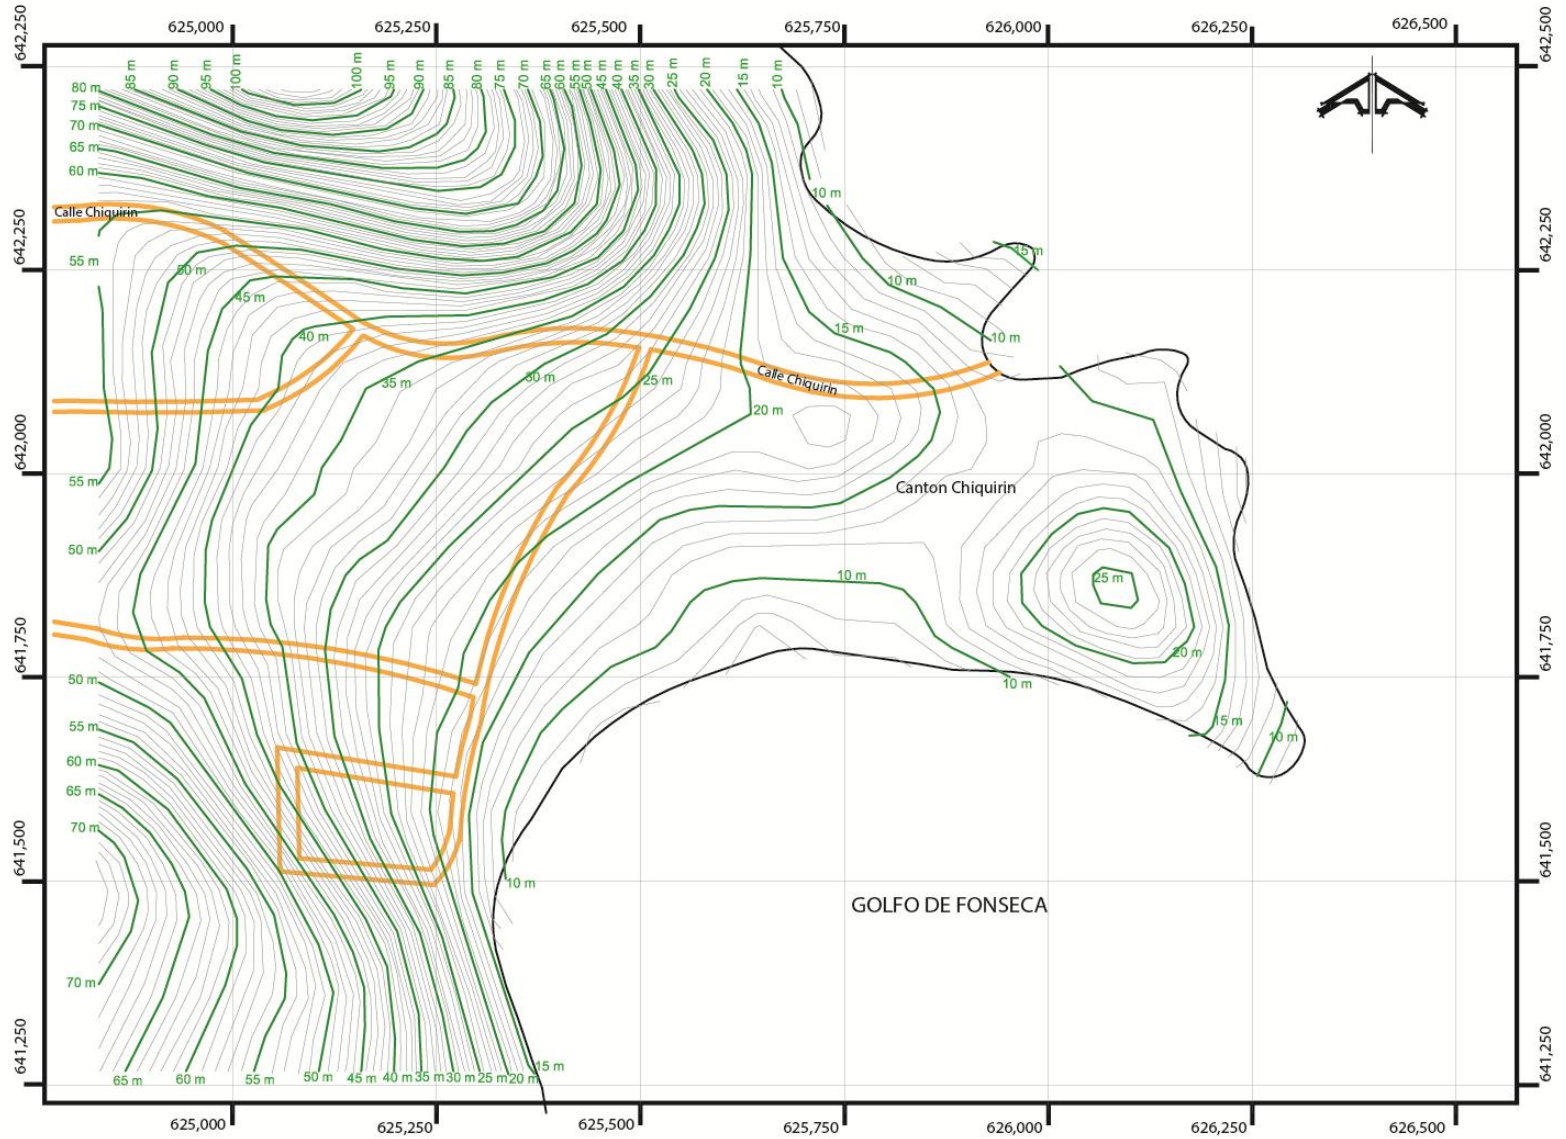 625,000 625,250 625,500 625,750 626,000 626,250 626,500
642,250 642,500
85 m 90 m 95 m 100 m 100 m 95 m 90 m 85 m 80 m 75 m 70 m 65 m 60 m 55 m 50 m 45 m 40 m 35 m 30 m 25 m 20 m 15 m 10 m
80 m
75 m
70 m
65 m
60 m
10 m
Calle Chiquirin
642,250 642,250
15 m
55 m
50 m
10 m
45 m
15 m
40 m
10 m
35 m
30 m
25 m
Calle Chiquirin
20 m
642,000 642,000
55 m
Canton Chiquirin
50 m
10 m
25 m
641,750 641,750
20 m
50 m
10 m
55 m
15 m
10 m
60 m
65 m
70 m
641,500 641,500
10 m
GOLFO DE FONSECA
70 m
641,250 641,250
15 m
65 m 60 m 55 m 50 m 45 m 40 m 35 m 30 m 25 m 20 m
625,000 625,250 625,500 625,750 626,000 626,250 626,500